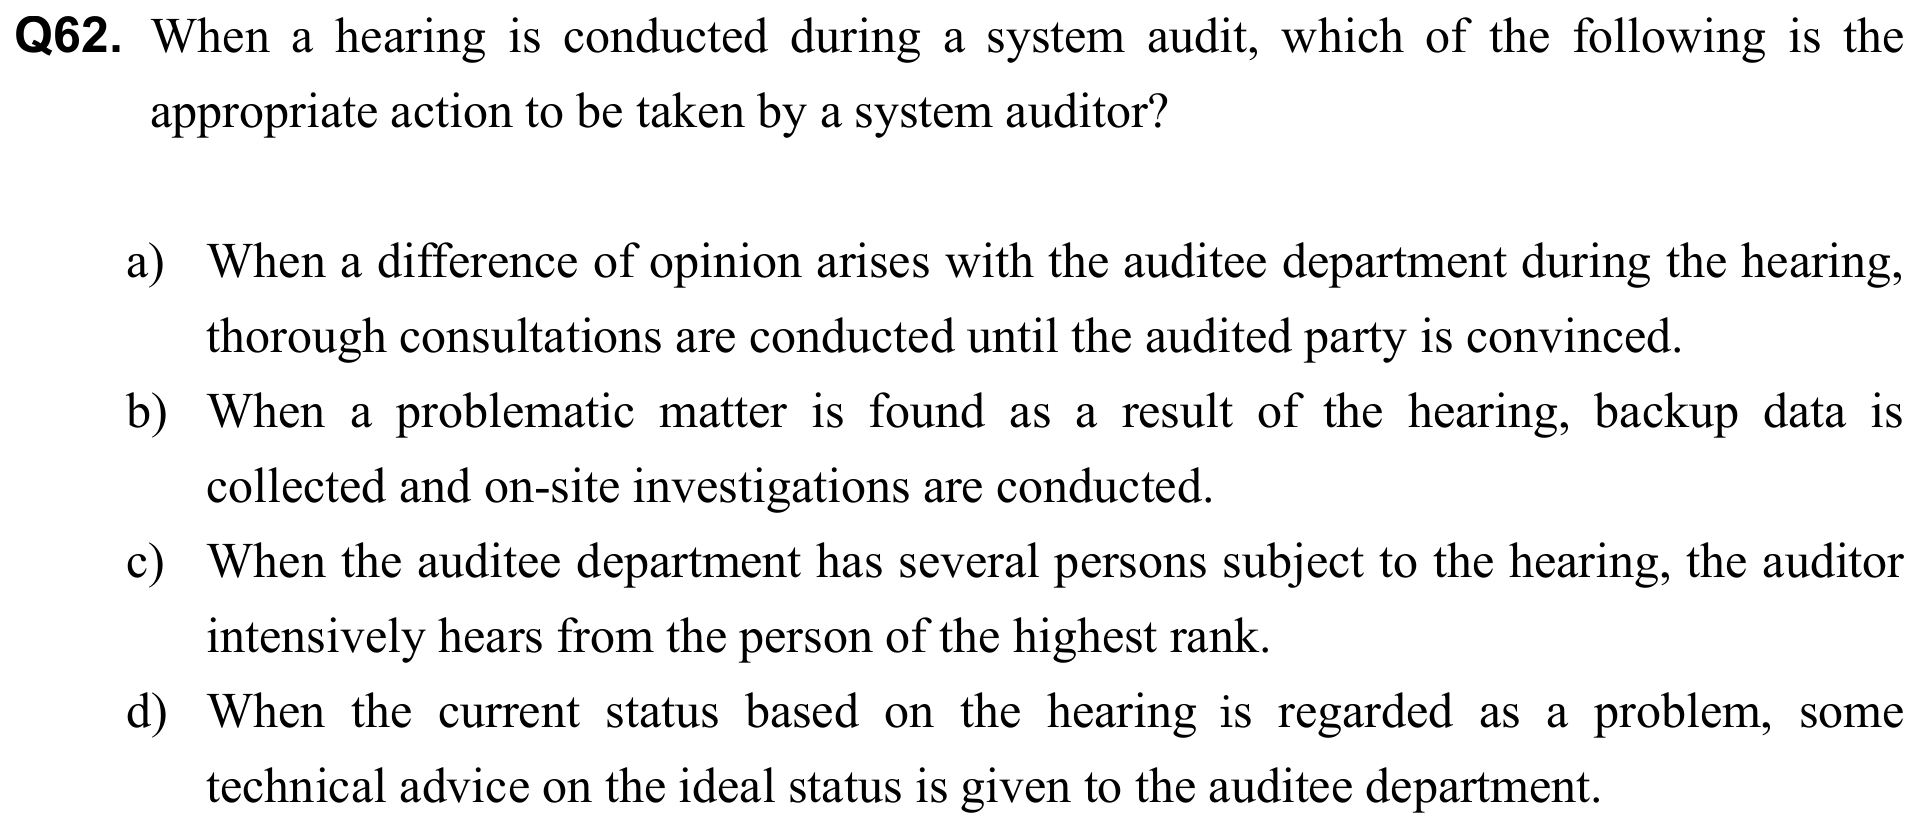 Q62. When a hearing is conducted during a system audit, which of the following is the
appropriate action to be taken by a system auditor?
a) When a difference of opinion arises with the auditee department during the hearing,
thorough consultations are conducted until the audited party is convinced.
b) When a problematic matter is found as a result of the hearing, backup data is
collected and on-site investigations are conducted.
c) When the auditee department has several persons subject to the hearing, the auditor
intensively hears from the person of the highest rank.
d) When the current status based on the hearing is regarded as a problem, some
technical advice on the ideal status is given to the auditee department.